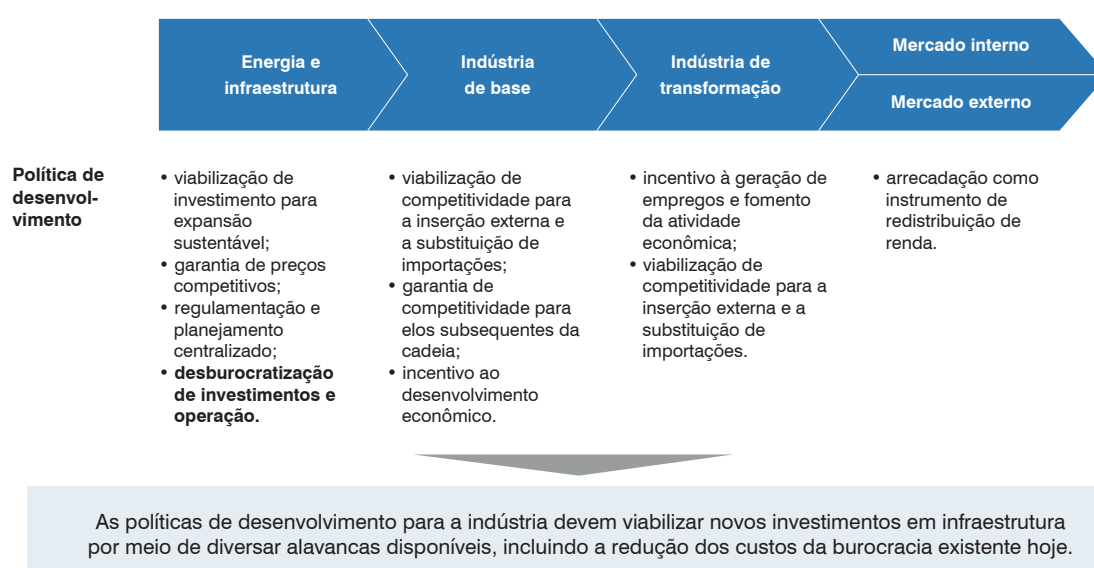 Energia e
infraestrutura
Indústria
de base
Indústria de
transformação
Mercado interno
Mercado externo
Política de
desenvol-
vimento
• viabilização de
investimento para
expansão
sustentável;
• garantia de preços
competitivos;
• regulamentação e
planejamento
centralizado;
• desburocratização
de investimentos e
operação.
• viabilização de
competitividade para
a inserção externa e
a substituição de
importações;
• garantia de
competitividade para
elos subsequentes da
cadeia;
• incentivo ao
desenvolvimento
econômico.
• incentivo à geração de
empregos e fomento
da atividade
econômica;
• viabilização de
competitividade para a
inserção externa e a
substituição de
importações.
• arrecadação como
instrumento de
redistribuição de
renda.
As políticas de desenvolvimento para a indústria devem viabilizar novos investimentos em infraestrutura
por meio de diversar alavancas disponíveis, incluindo a redução dos custos da burocracia existente hoje.